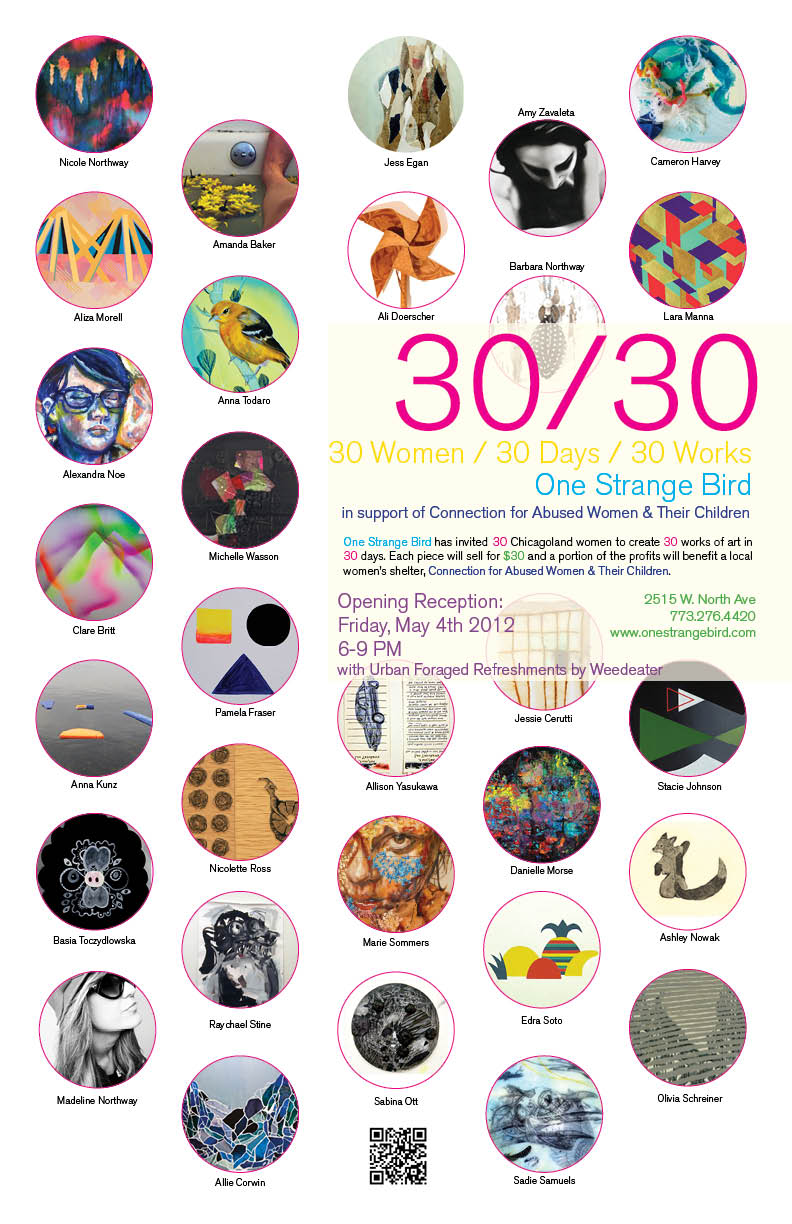 Nicole Northway
Jess Egan
Amy Zavaleta
Cameron Harvey
Amanda Baker
Aliza Morell
Ali Doerscher
Barbara Northway
Lara Manna
Anna Todaro
Alexandra Noe
30/30
30 Women / 30 Days / 30 Works
One Strange Bird
in support of Connection for Abused Women & Their Children
One Strange Bird has invited 30 Chicagoland women to create 30 works of art in
30 days. Each piece will sell for $30 and a portion of the profits will benefit a local
women's shelter, Connection for Abused Women & Their Children.
Opening Reception:
Friday, May 4th 2012
6-9 PM
with Urban Foraged Refreshments by Weedeater
2515 W. North Ave
773.276.4420
www.onestrangebird.com
Michelle Wasson
Clare Britt
Pamela Fraser
Jessie Cerutti
Anna Kunz
Allison Yasukawa
Stacie Johnson
Nicolette Ross
Danielle Morse
Basia Toczydlowska
Marie Sommers
Ashley Nowak
Raychael Stine
Edra Soto
Madeline Northway
Sabina Ott
Olivia Schreiner
Allie Corwin
Sadie Samuels